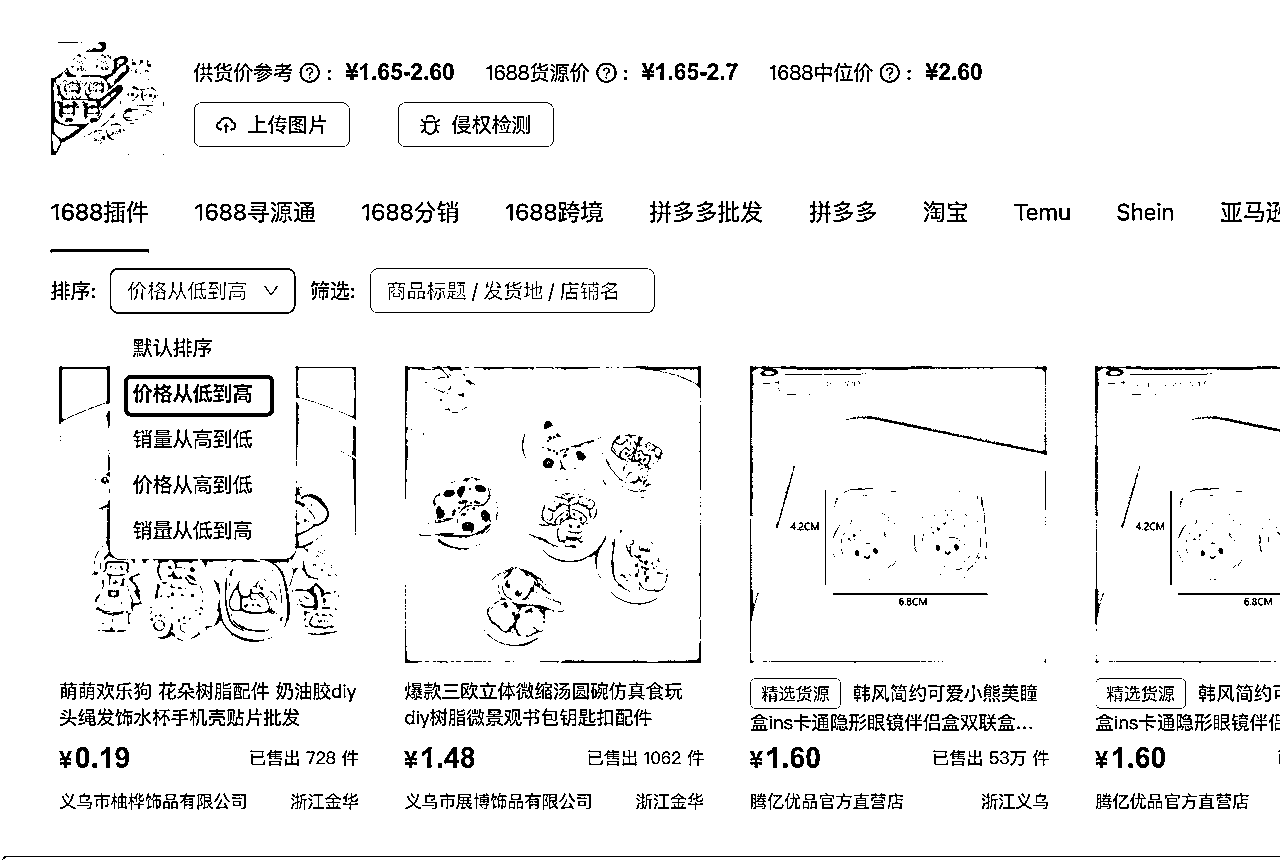 供货价参考 ? : ¥1.65-2.60 1688货源价 ? : ¥1.65-2.7 1688中位价 ? : ¥2.60
上传图片 侵权检测
1688插件 1688寻源通 1688分销 1688跨境 拼多多批发 拼多多 淘宝 Temu Shein 亚马逊
排序: 价格从低到高 筛选: 商品标题 / 发货地 / 店铺名
默认排序
价格从低到高
销量从高到低
价格从高到低
销量从低到高
4.2CM
6.8CM
4.2CM
6.8CM
萌萌欢乐狗 花朵树脂配件 奶油胶diy
头绳发饰水杯手机壳贴片批发
¥0.19 已售出 728 件
义乌市柚桦饰品有限公司 浙江金华
爆款三欧立体微缩汤圆碗仿真食玩
diy树脂微景观书包钥匙扣配件
¥1.48 已售出 1062 件
义乌市展博饰品有限公司 浙江金华
精选货源 韩风简约可爱小熊美瞳
盒ins卡通隐形眼镜伴侣盒双联盒...
¥1.60 已售出 53万 件
腾亿优品官方直营店 浙江义乌
精选货源 韩风简约可
盒ins卡通隐形眼镜伴侣
¥1.60
腾亿优品官方直营店